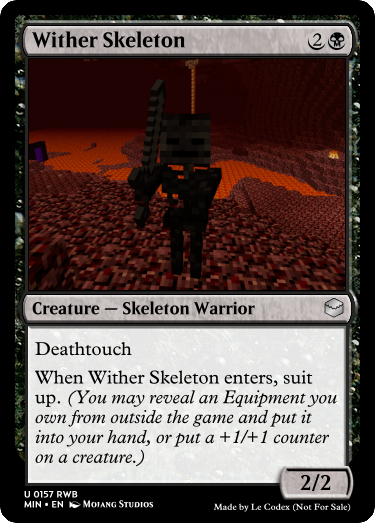 Wither Skeleton 2
Creature — Skeleton Warrior
Deathtouch
When Wither Skeleton enters, suit
up. (You may reveal an Equipment you
own from outside the game and put it
into your hand, or put a +1/+1 counter
on a creature.)
2/2
U 0157 RWB
MIN • EN Mojang Studios
Made by Le Codex (Not For Sale)